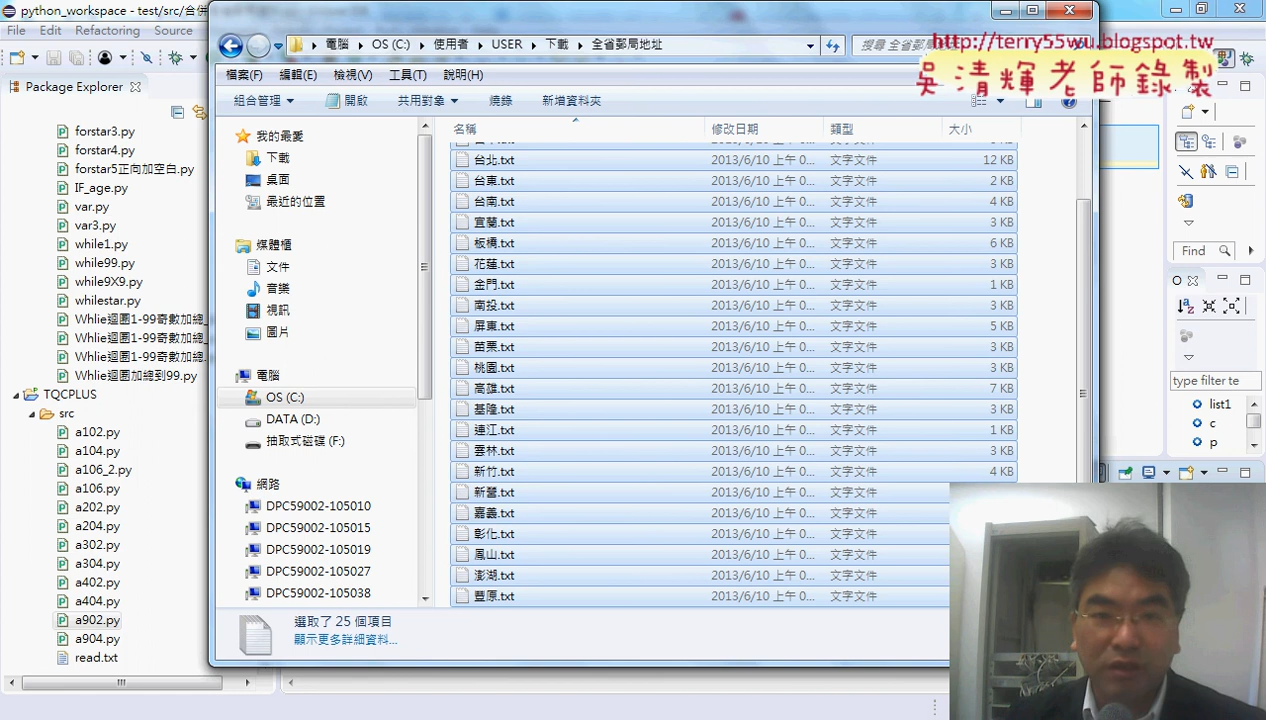 python_workspace - test/src/合併
File Edit Refactoring Source
Package Explorer
forstar3.py
forstar4.py
forstar5正向加空白.py
IF_age.py
var.py
var3.py
while1.py
while99.py
while9X9.py
whilestar.py
Whlie迴圈1-99奇數加總_
Whlie迴圈1-99奇數加總_
Whlie迴圈1-99奇數加總.
Whlie迴圈加總到99.py
TQCPLUS
src
a102.py
a104.py
a106_2.py
a106.py
a202.py
a204.py
a302.py
a304.py
a402.py
a404.py
a902.py
a904.py
read.txt
電腦 OS (C:) 使用者 USER 下載 全省郵局地址
搜尋 全省郵局
http://terry55wu.blogspot.tw
吳清輝老師錄製
檔案(F) 編輯(E) 檢視(V) 工具(T) 說明(H)
組合管理 開啟 共用對象 燒錄 新增資料夾
我的最愛
下載
桌面
最近的位置
媒體櫃
文件
音樂
視訊
圖片
電腦
OS (C:)
DATA (D:)
抽取式磁碟 (F:)
網路
DPC59002-105010
DPC59002-105015
DPC59002-105019
DPC59002-105027
DPC59002-105038
名稱 修改日期 類型 大小
台北.txt 2013/6/10 上午 0... 文字文件 12 KB
台東.txt 2013/6/10 上午 0... 文字文件 2 KB
台南.txt 2013/6/10 上午 0... 文字文件 4 KB
宜蘭.txt 2013/6/10 上午 0... 文字文件 3 KB
板橋.txt 2013/6/10 上午 0... 文字文件 6 KB
花蓮.txt 2013/6/10 上午 0... 文字文件 3 KB
金門.txt 2013/6/10 上午 0... 文字文件 1 KB
南投.txt 2013/6/10 上午 0... 文字文件 3 KB
屏東.txt 2013/6/10 上午 0... 文字文件 5 KB
苗栗.txt 2013/6/10 上午 0... 文字文件 3 KB
桃園.txt 2013/6/10 上午 0... 文字文件 3 KB
高雄.txt 2013/6/10 上午 0... 文字文件 7 KB
基隆.txt 2013/6/10 上午 0... 文字文件 3 KB
連江.txt 2013/6/10 上午 0... 文字文件 1 KB
雲林.txt 2013/6/10 上午 0... 文字文件 3 KB
新竹.txt 2013/6/10 上午 0... 文字文件 4 KB
新營.txt 2013/6/10 上午 0... 文字文件
嘉義.txt 2013/6/10 上午 0... 文字文件
彰化.txt 2013/6/10 上午 0... 文字文件
鳳山.txt 2013/6/10 上午 0... 文字文件
澎湖.txt 2013/6/10 上午 0... 文字文件
豐原.txt 2013/6/10 上午 0... 文字文件
選取了 25 個項目
顯示更多詳細資料...
Find
O
type filter te
list1
c
p